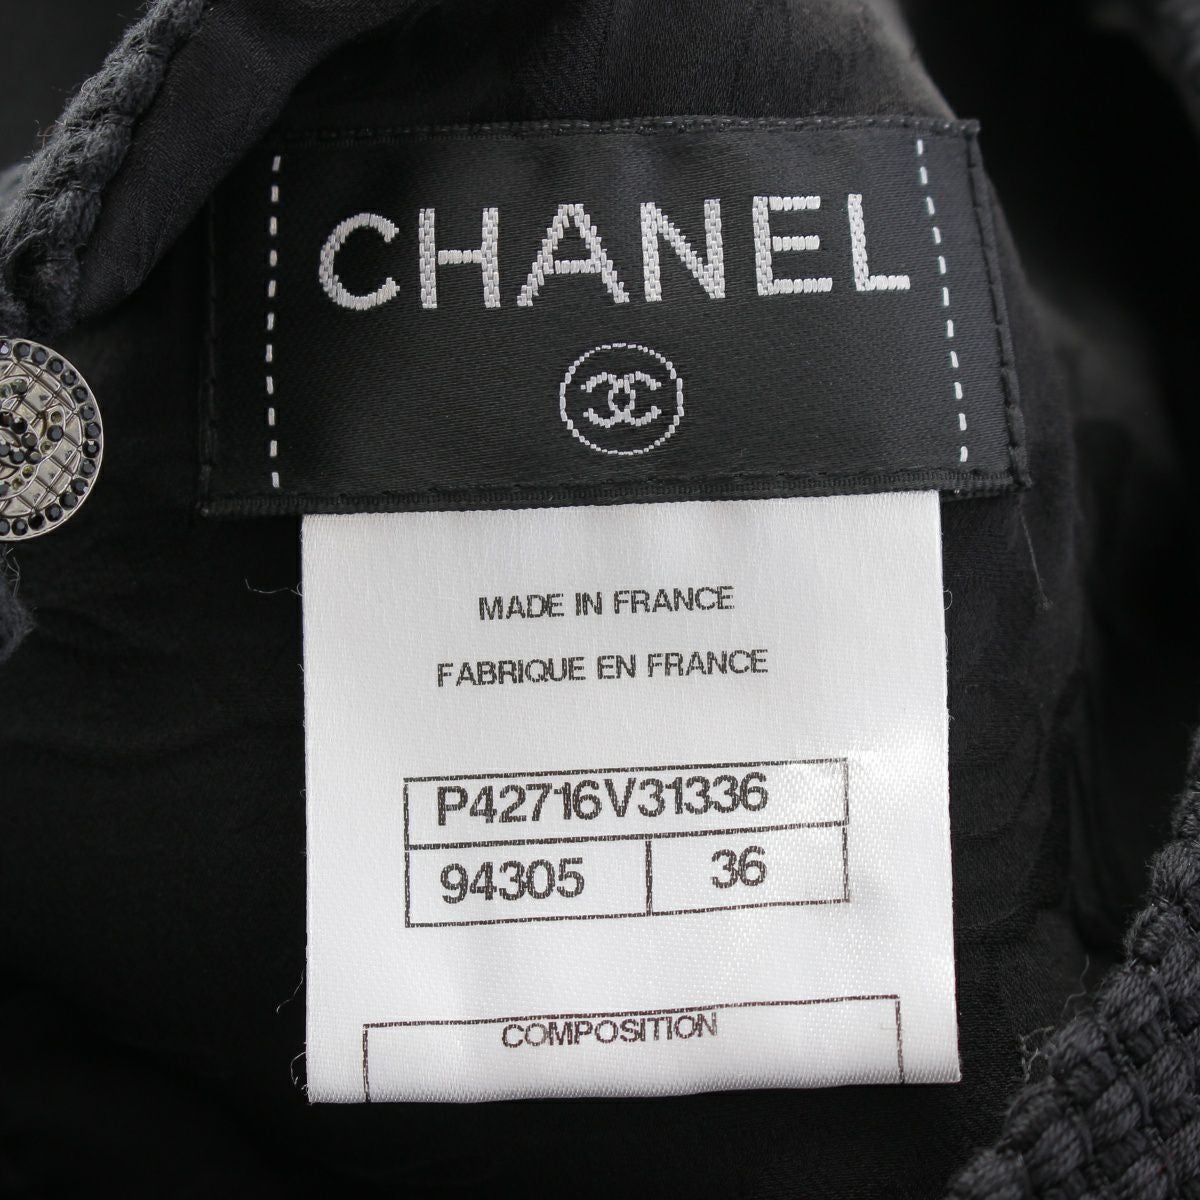 CHANEL
MADE IN FRANCE
FABRIQUE EN FRANCE
P42716V31336
94305 36
COMPOSITION